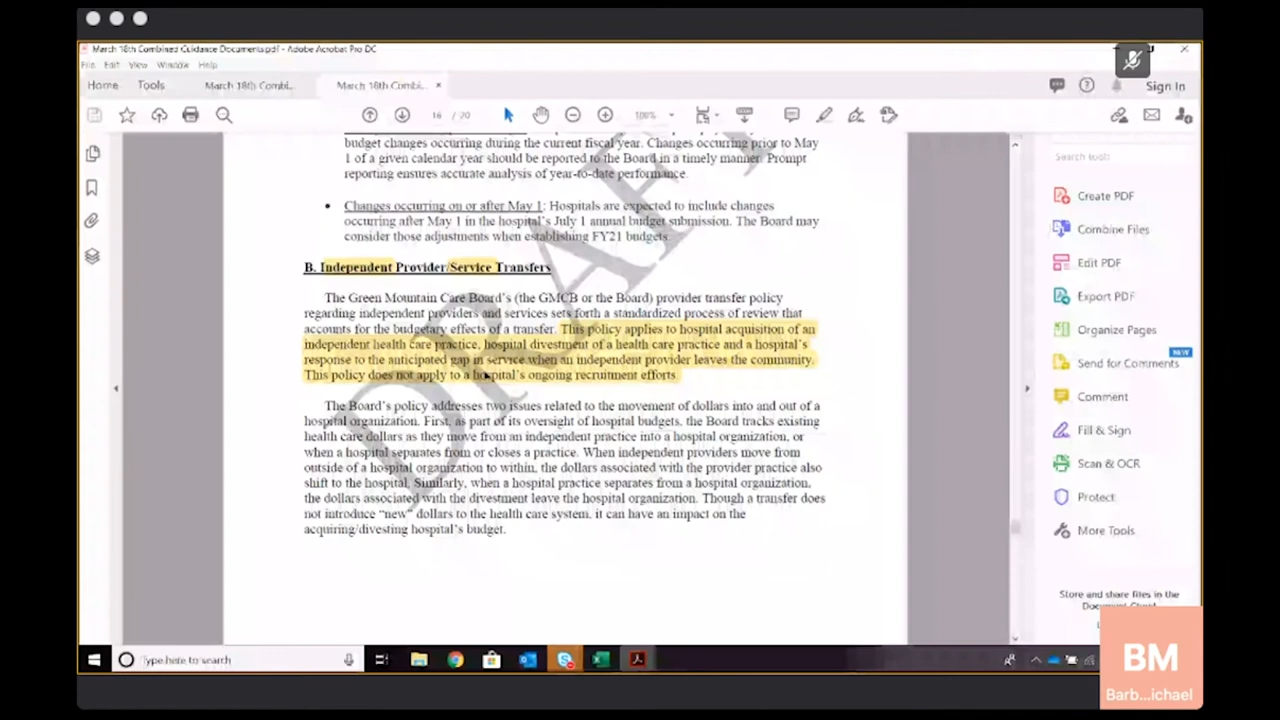 March 18th Combined Guidance Documents.pdf - Adobe Acrobat Pro DC
File Edit View Window Help
Home Tools March 18th Combi... March 18th Combi... × Sign In
16 / 20 100%
budget changes occurring during the current fiscal year. Changes occurring prior to May
1 of a given calendar year should be reported to the Board in a timely manner. Prompt
reporting ensures accurate analysis of year-to-date performance.
• Changes occurring on or after May 1: Hospitals are expected to include changes
occurring after May 1 in the hospital's July 1 annual budget submission. The Board may
consider those adjustments when establishing FY21 budgets.
B. Independent Provider/Service Transfers
The Green Mountain Care Board's (the GMCB or the Board) provider transfer policy
regarding independent providers and services sets forth a standardized process of review that
accounts for the budgetary effects of a transfer. This policy applies to hospital acquisition of an
independent health care practice, hospital divestment of a health care practice and a hospital's
response to the anticipated gap in service when an independent provider leaves the community.
This policy does not apply to a hospital's ongoing recruitment efforts.
The Board's policy addresses two issues related to the movement of dollars into and out of a
hospital organization. First, as part of its oversight of hospital budgets, the Board tracks existing
health care dollars as they move from an independent practice into a hospital organization, or
when a hospital separates from or closes a practice. When independent providers move from
outside of a hospital organization to within, the dollars associated with the provider practice also
shift to the hospital. Similarly, when a hospital practice separates from a hospital organization,
the dollars associated with the divestment leave the hospital organization. Though a transfer does
not introduce "new" dollars to the health care system, it can have an impact on the
acquiring/divesting hospital's budget.
DRAFT
Search tools
Create PDF
Combine Files
Edit PDF
Export PDF
Organize Pages
NEW
Send for Comments
Comment
Fill & Sign
Scan & OCR
Protect
More Tools
Store and share files in the
Document Cloud
Type here to search
BM
Barb...ichael